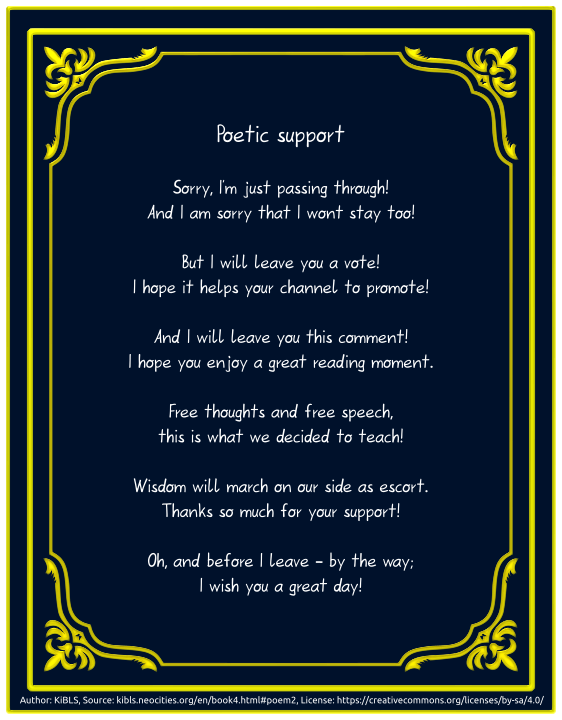 Poetic support
Sorry, I'm just passing through!
And I am sorry that I wont stay too!
But I will leave you a vote!
I hope it helps your channel to promote!
And I will leave you this comment!
I hope you enjoy a great reading moment.
Free thoughts and free speech,
this is what we decided to teach!
Wisdom will march on our side as escort.
Thanks so much for your support!
Oh, and before I leave – by the way;
I wish you a great day!
Author: KiBLS, Source: kibls.neocities.org/en/book4.html#poem2, License: https://creativecommons.org/licenses/by-sa/4.0/